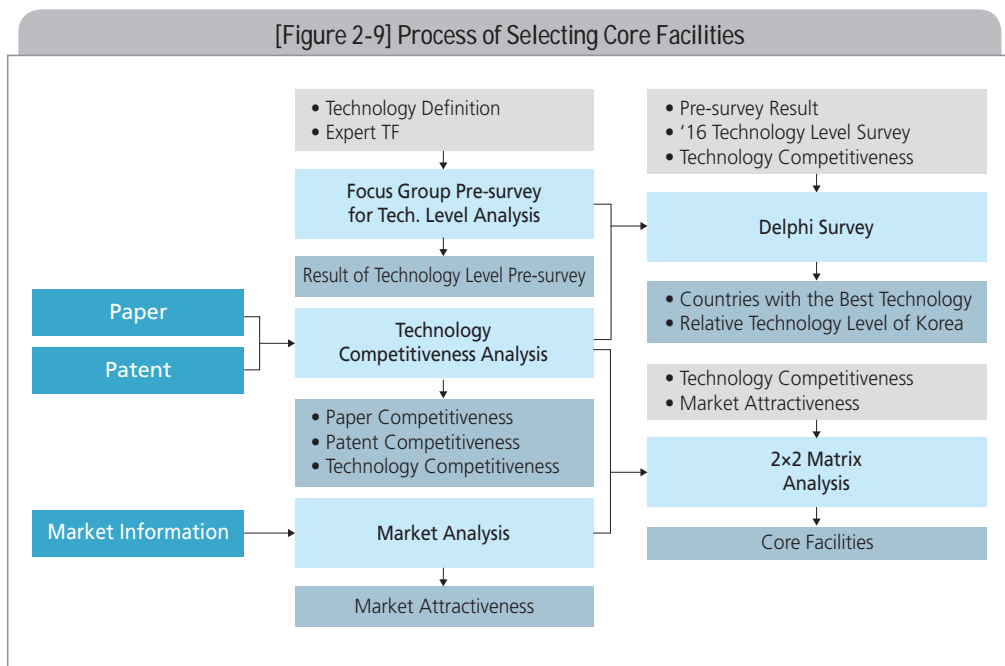 [Figure 2-9] Process of Selecting Core Facilities
• Technology Definition
• Expert TF
Focus Group Pre-survey
for Tech. Level Analysis
Result of Technology Level Pre-survey
Paper
Patent
Technology
Competitiveness Analysis
• Paper Competitiveness
• Patent Competitiveness
• Technology Competitiveness
Market Information
Market Analysis
Market Attractiveness
• Pre-survey Result
• ‘16 Technology Level Survey
• Technology Competitiveness
Delphi Survey
• Countries with the Best Technology
• Relative Technology Level of Korea
• Technology Competitiveness
• Market Attractiveness
2×2 Matrix
Analysis
Core Facilities